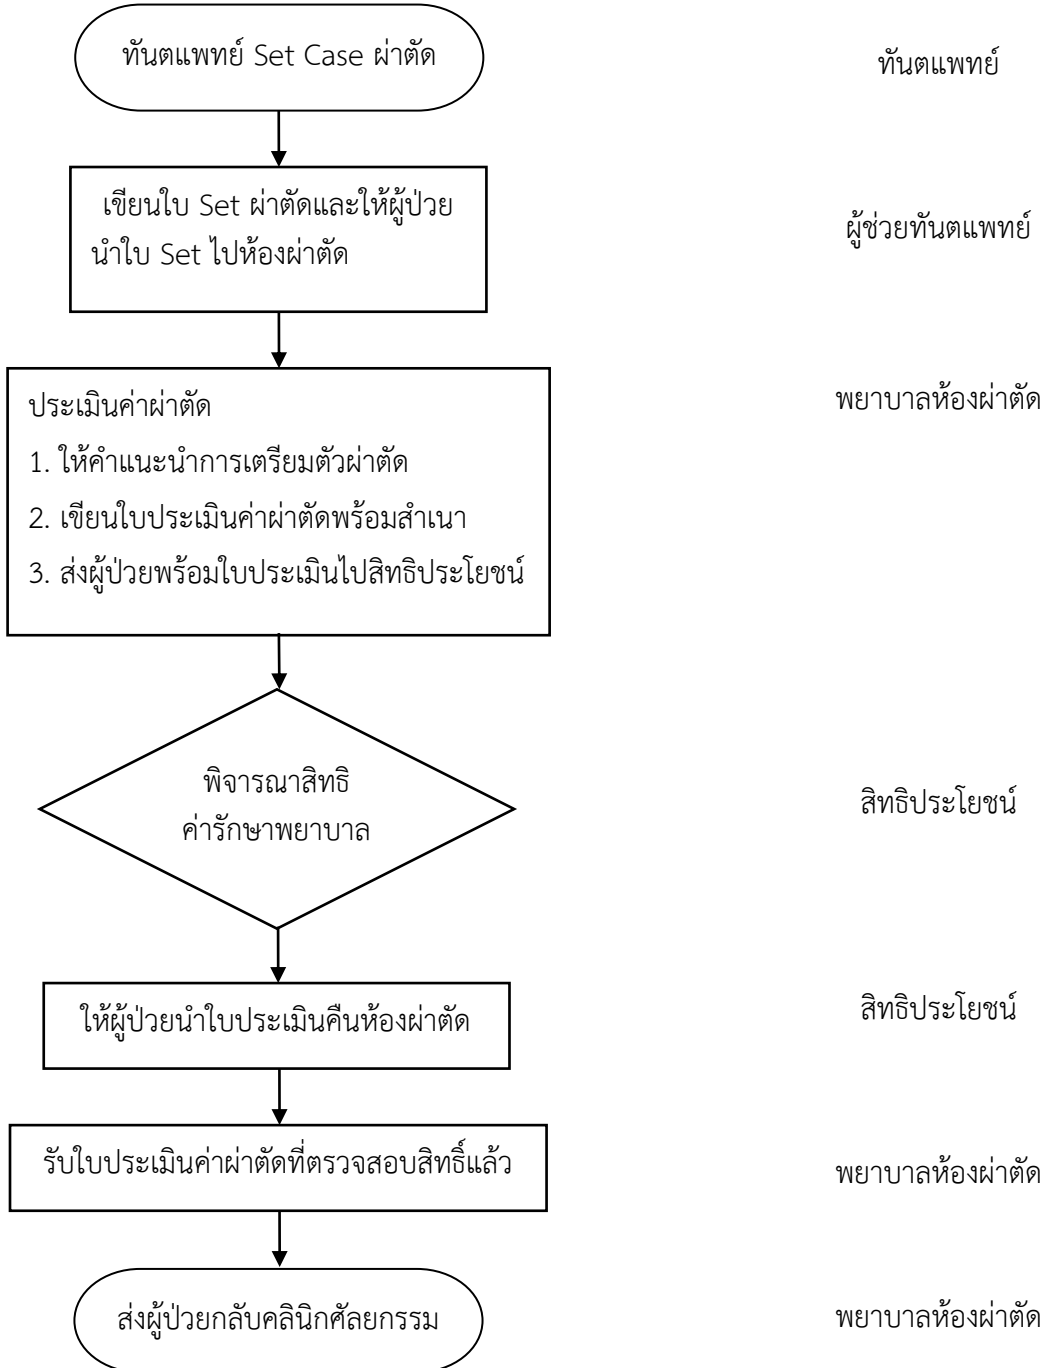 ทันตแพทย์ Set Case ผ่าตัด
ทันตแพทย์
เขียนใบ Set ผ่าตัดและให้ผู้ป่วย
นำใบ Set ไปห้องผ่าตัด
ผู้ช่วยทันตแพทย์
ประเมินค่าผ่าตัด
1. ให้คำแนะนำการเตรียมตัวผ่าตัด
2. เขียนใบประเมินค่าผ่าตัดพร้อมสำเนา
3. ส่งผู้ป่วยพร้อมใบประเมินไปสิทธิประโยชน์
พยาบาลห้องผ่าตัด
พิจารณาสิทธิ
ค่ารักษาพยาบาล
สิทธิประโยชน์
ให้ผู้ป่วยนำใบประเมินคืนห้องผ่าตัด
สิทธิประโยชน์
รับใบประเมินค่าผ่าตัดที่ตรวจสอบสิทธิ์แล้ว
พยาบาลห้องผ่าตัด
ส่งผู้ป่วยกลับคลินิกศัลยกรรม
พยาบาลห้องผ่าตัด